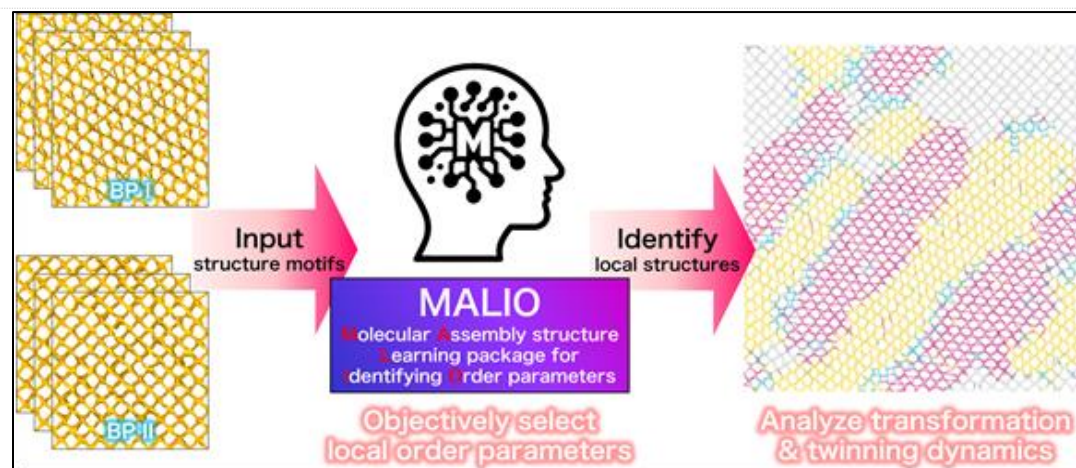 BP I
BP II
Input
structure motifs
M
MALIO
Molecular Assembly structure
Learning package for
Identifying Order parameters
Objectively select
local order parameters
Identify
local structures
Analyze transformation
& twinning dynamics